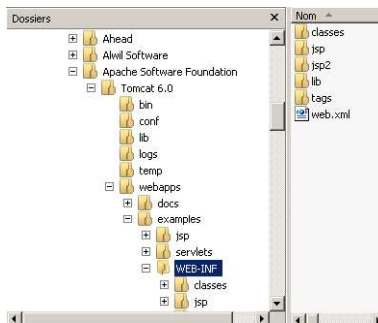 Dossiers
Ahead
Alwil Software
Apache Software Foundation
Tomcat 6.0
bin
conf
lib
logs
temp
webapps
docs
examples
jsp
servlets
WEB-INF
classes
jsp
Nom
classes
jsp
jsp2
lib
tags
web.xml